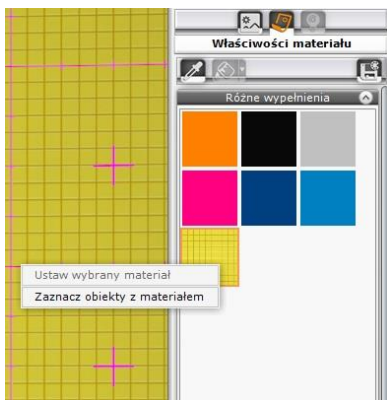 Właściwości materiału
Różne wypełnienia
Ustaw wybrany materiał
Zaznacz obiekty z materiałem